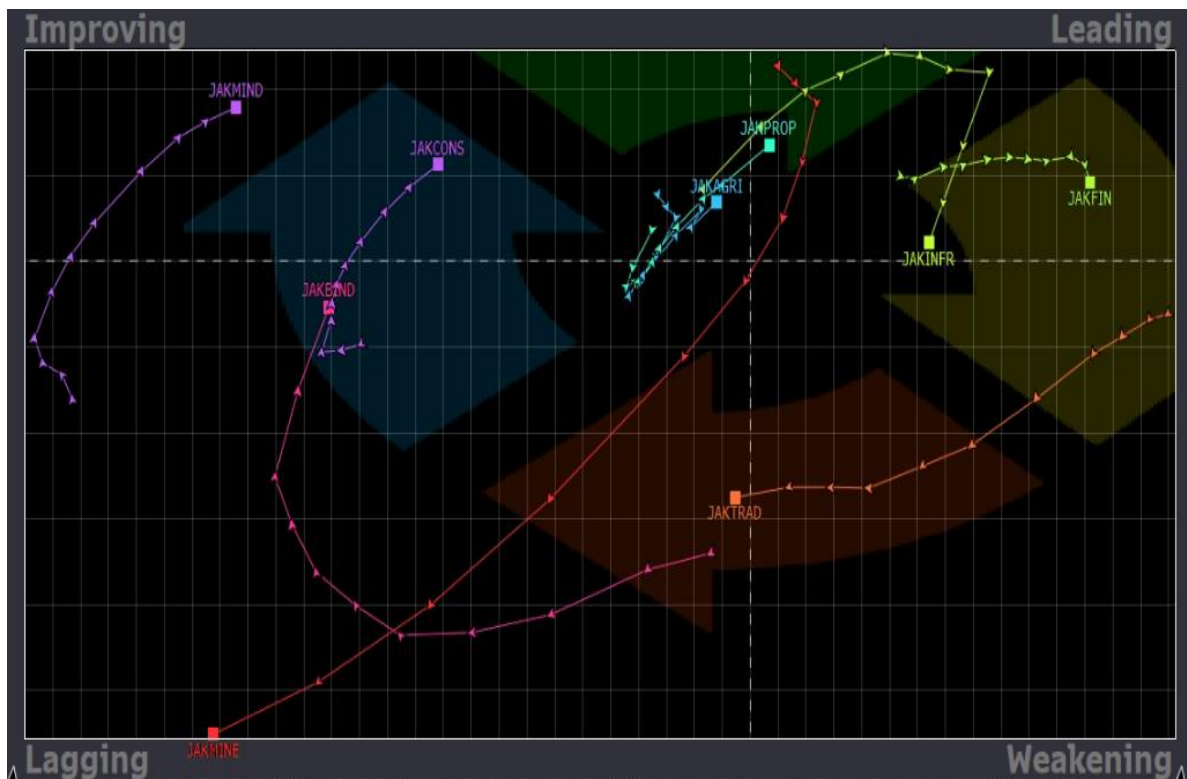 Improving
Leading
JAKMIND
JAKCONS
JAKPROP
JAKAGRI
JAKFIN
JAKINFR
JAKBIND
JAKTRAD
JAKMINE
Lagging
Weakening